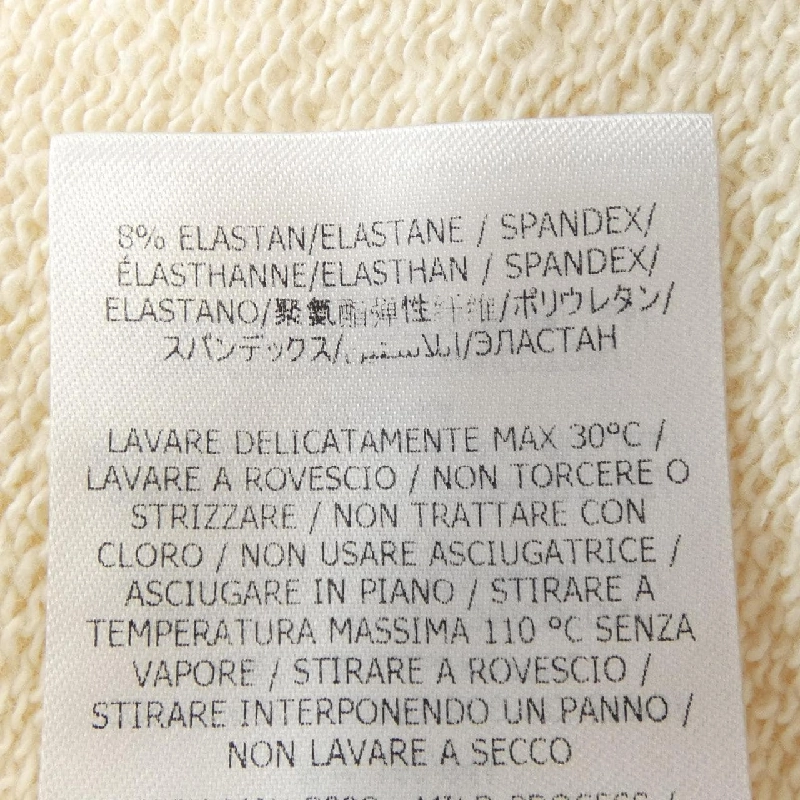 8% ELASTAN/ELASTANE / SPANDEX/
ÉLASTHANNE/ELASTHAN / SPANDEX/
ELASTANO/聚氨酯弹性纤维/ポリウレタン/
スパンデックス/ /ЭЛАСТАН
LAVARE DELICATAMENTE MAX 30°C /
LAVARE A ROVESCIO / NON TORCERE O
STRIZZARE / NON TRATTARE CON
CLORO / NON USARE ASCIUGATRICE /
ASCIUGARE IN PIANO / STIRARE A
TEMPERATURA MASSIMA 110 °C SENZA
VAPORE / STIRARE A ROVESCIO /
STIRARE INTERPONENDO UN PANNO /
NON LAVARE A SECCO